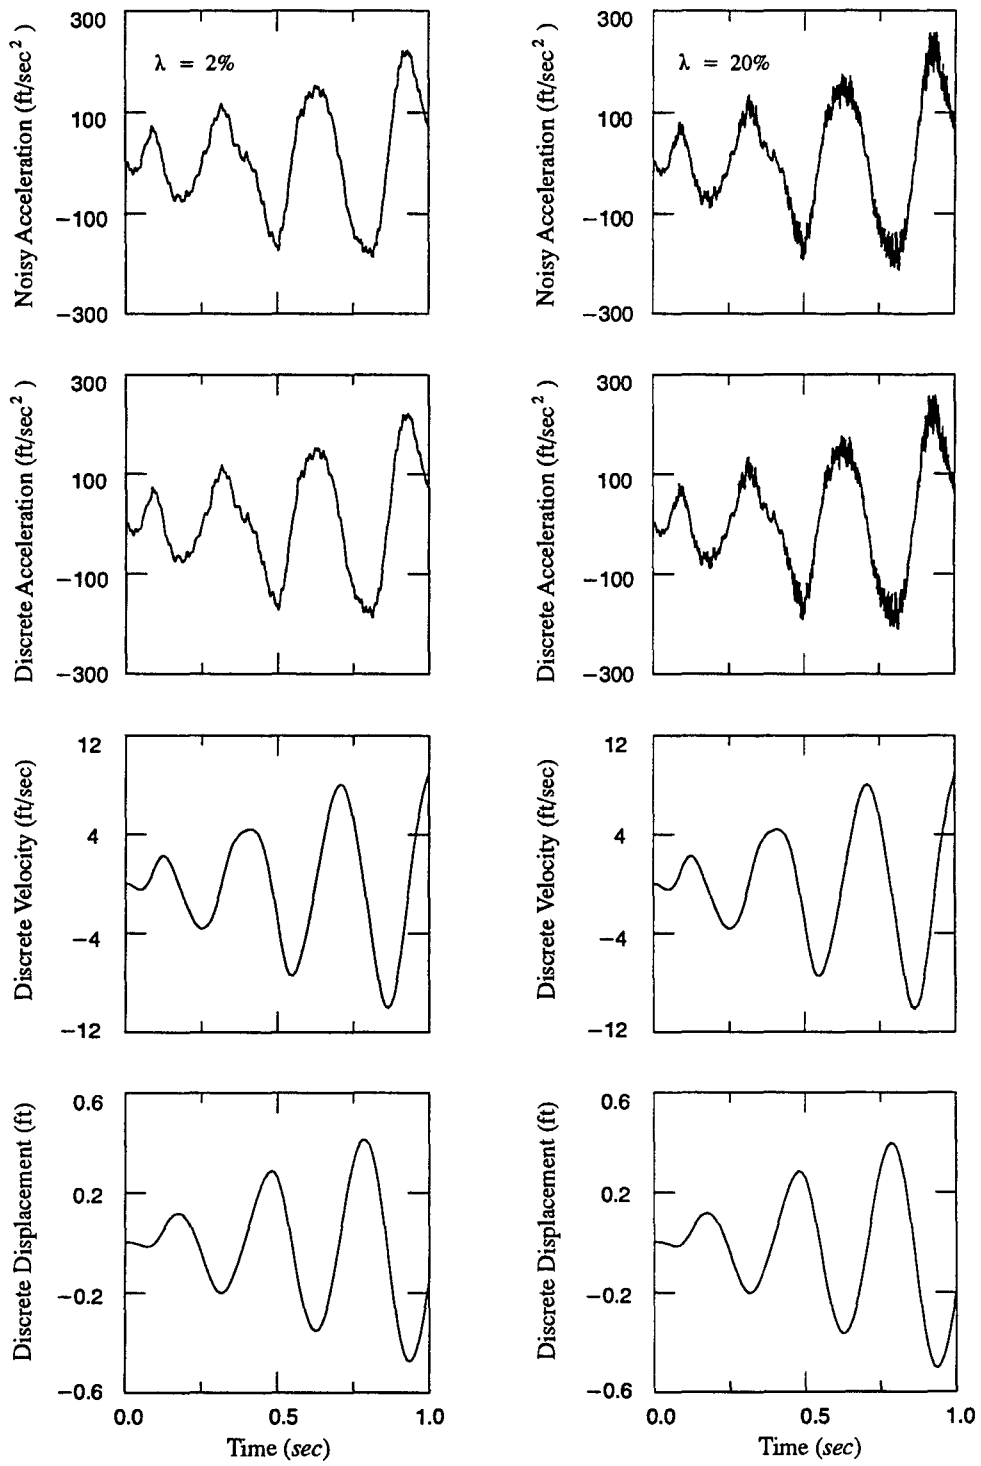 Noisy Acceleration (ft/sec²)
300
100
−100
−300
λ = 2%
Noisy Acceleration (ft/sec²)
300
100
−100
−300
λ = 20%
Discrete Acceleration (ft/sec²)
300
100
−100
−300
Discrete Acceleration (ft/sec²)
300
100
−100
−300
Discrete Velocity (ft/sec)
12
4
−4
−12
Discrete Velocity (ft/sec)
12
4
−4
−12
Discrete Displacement (ft)
0.6
0.2
−0.2
−0.6
0.0 0.5 1.0
Time (sec)
Discrete Displacement (ft)
0.6
0.2
−0.2
−0.6
0.0 0.5 1.0
Time (sec)